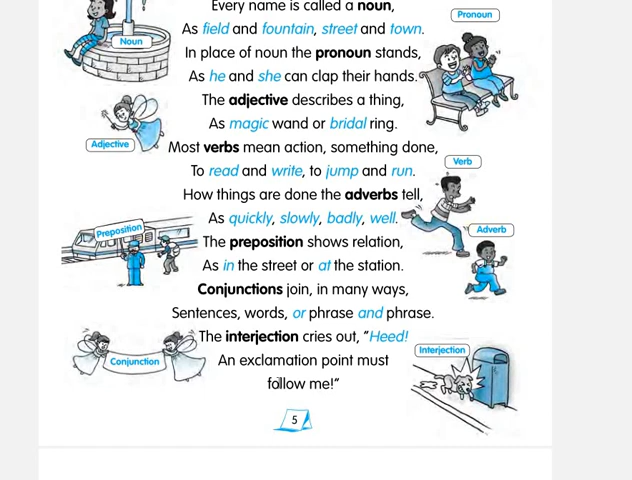 Every name is called a noun,
Pronoun
As field and fountain, street and town.
Noun
In place of noun the pronoun stands,
As he and she can clap their hands.
The adjective describes a thing,
As magic wand or bridal ring.
Adjective
Most verbs mean action, something done,
Verb
To read and write, to jump and run.
How things are done the adverbs tell,
As quickly, slowly, badly, well.
Preposition
Adverb
The preposition shows relation,
As in the street or at the station.
Conjunctions join, in many ways,
Sentences, words, or phrase and phrase.
The interjection cries out, "Heed!
Interjection
Conjunction
An exclamation point must
follow me!"
5